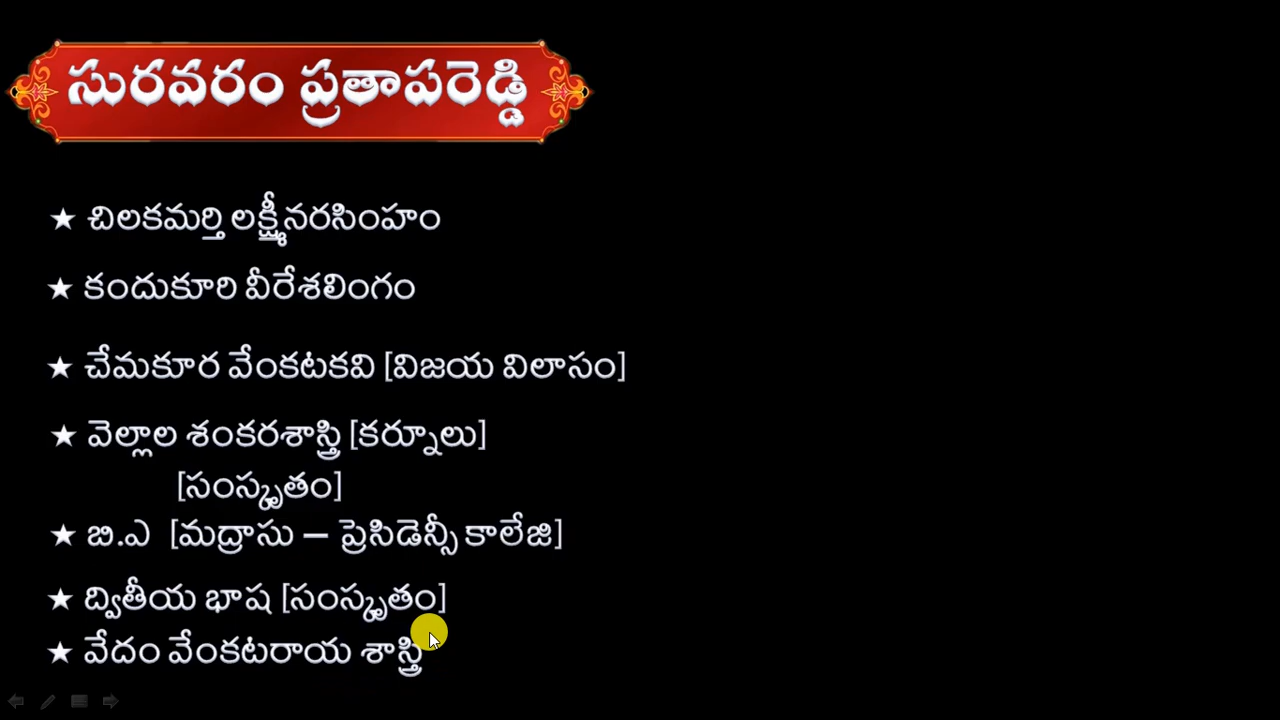 సురవరం ప్రతాపరెడ్డి
★ చిలకమర్తి లక్ష్మీనరసింహం
★ కందుకూరి వీరేశలింగం
★ చేమకూర వేంకటకవి [విజయ విలాసం]
★ వెల్లాల శంకరశాస్త్రి [కర్నూలు]
[సంస్కృతం]
★ బి.ఎ [మద్రాసు – ప్రెసిడెన్సీ కాలేజి]
★ ద్వితీయ భాష [సంస్కృతం]
★ వేదం వేంకటరాయ శాస్త్రి